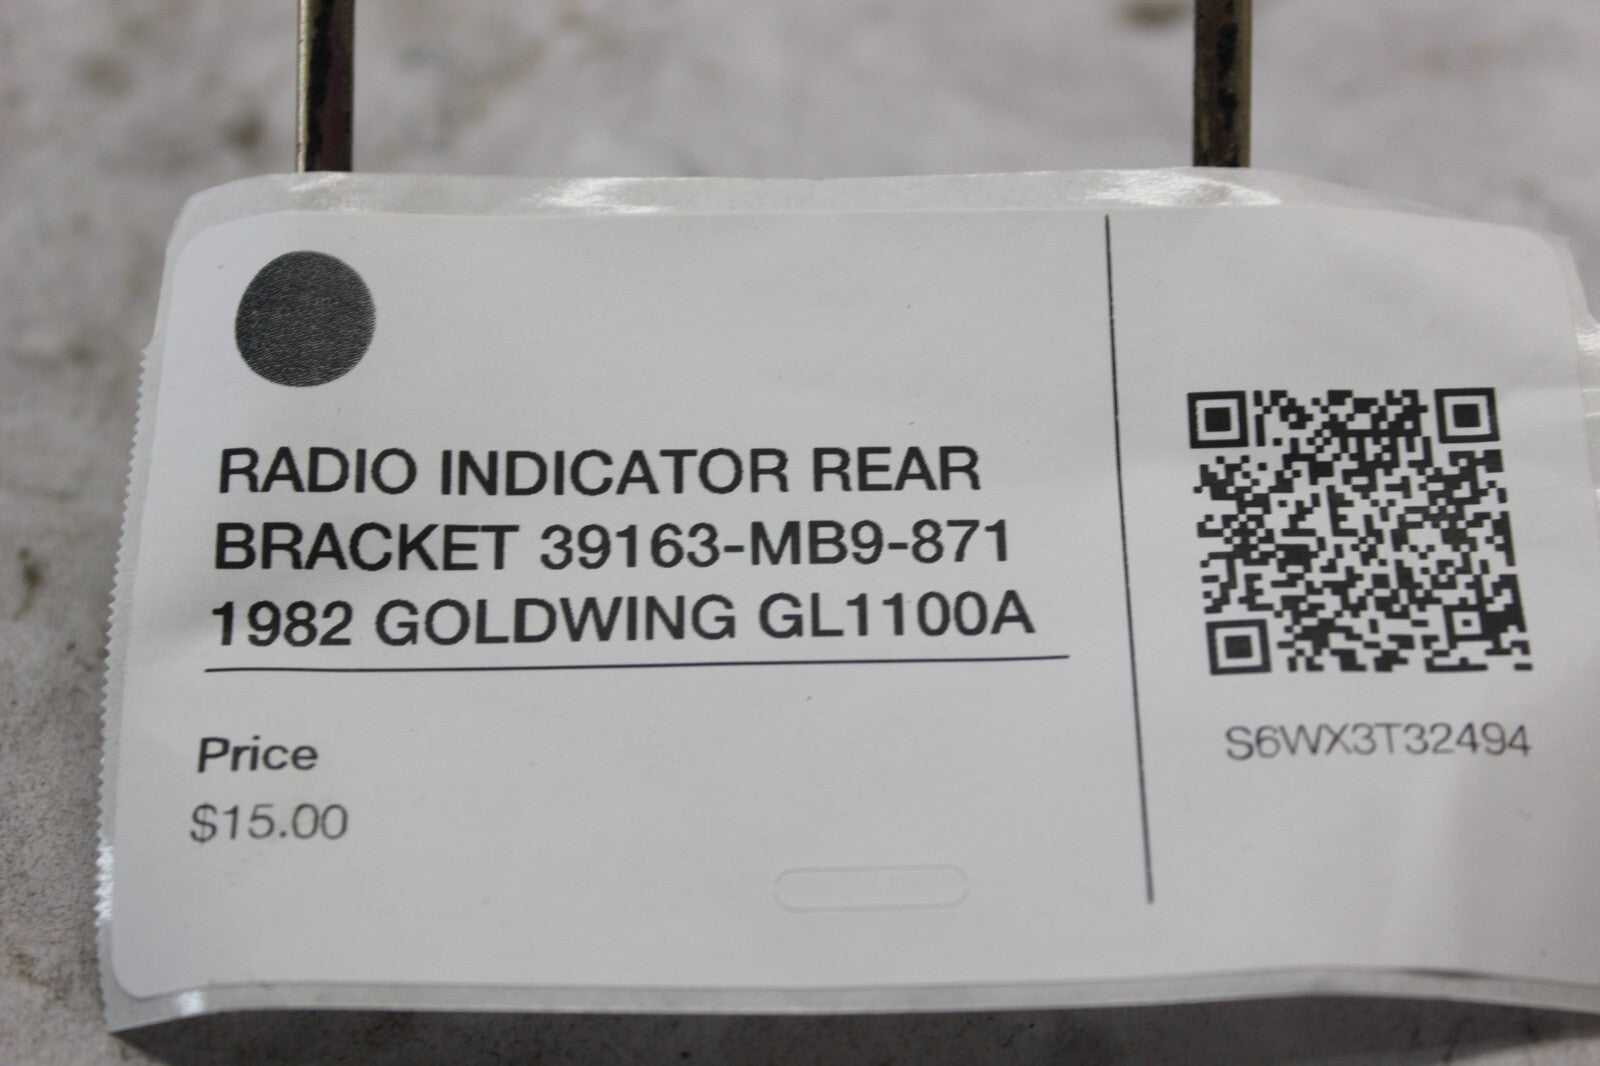 RADIO INDICATOR REAR
BRACKET 39163-MB9-871
1982 GOLDWING GL1100A
Price
$15.00
S6WX3T32494